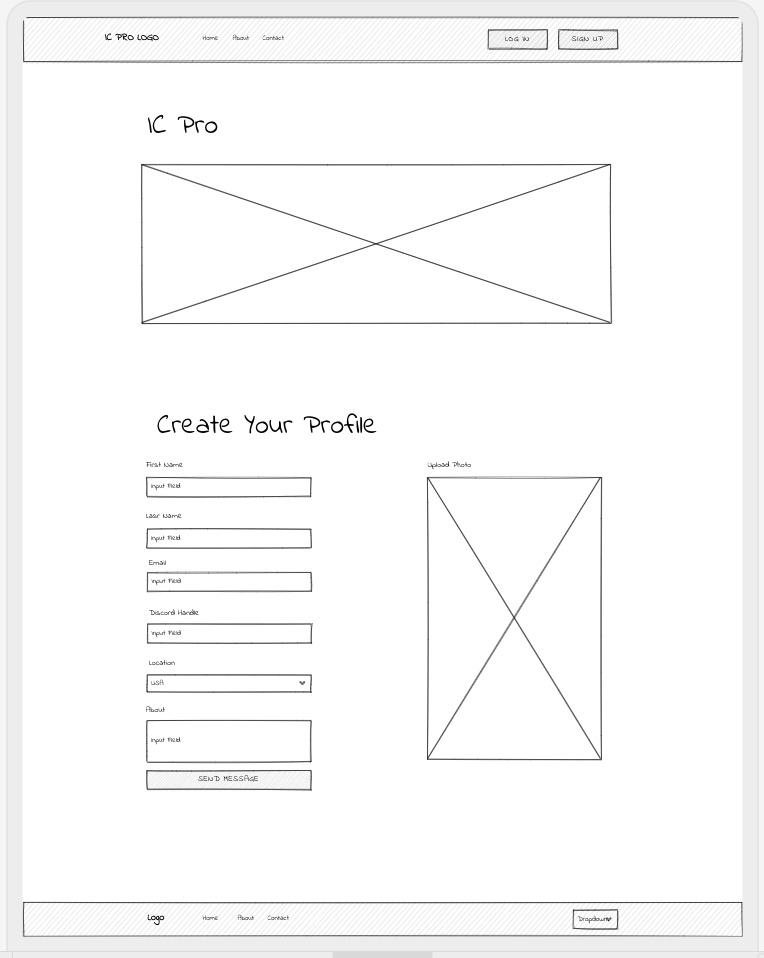 IC PRO LOGO Home About Contact LOG IN SIGN UP
IC Pro
Create Your Profile
First Name
Input Field
Last Name
Input Field
Email
Input Field
Discord Handle
Input Field
Location
USA
About
Input Field
SEND MESSAGE
Upload Photo
Logo Home About Contact Dropdown